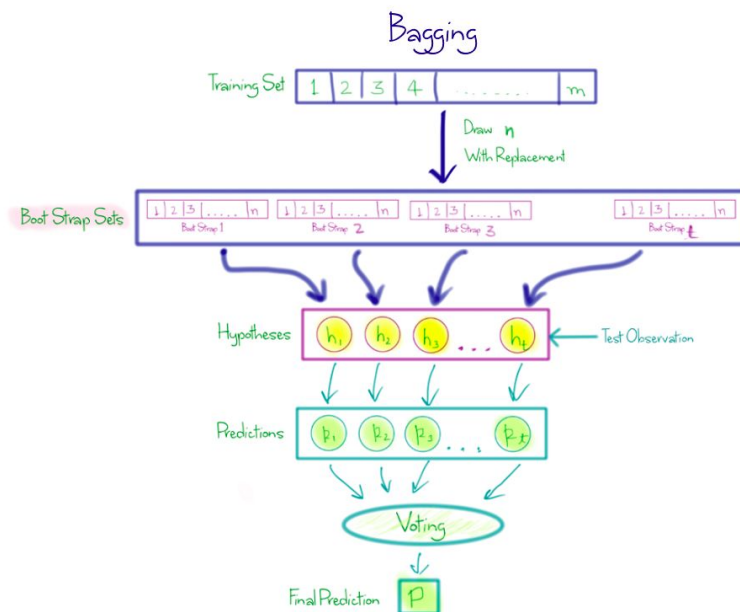 Bagging
Training Set 1 2 3 4 ......... m
Draw n
With Replacement
Boot Strap Sets
1 2 3 ..... n 1 2 3 ..... n 1 2 3 ..... n 1 2 3 ..... n
Boot Strap 1 Boot Strap 2 Boot Strap 3 Boot Strap t
Hypotheses h1 h2 h3 ... ht Test Observation
Predictions p1 p2 p3 ... pt
Voting
Final Prediction P